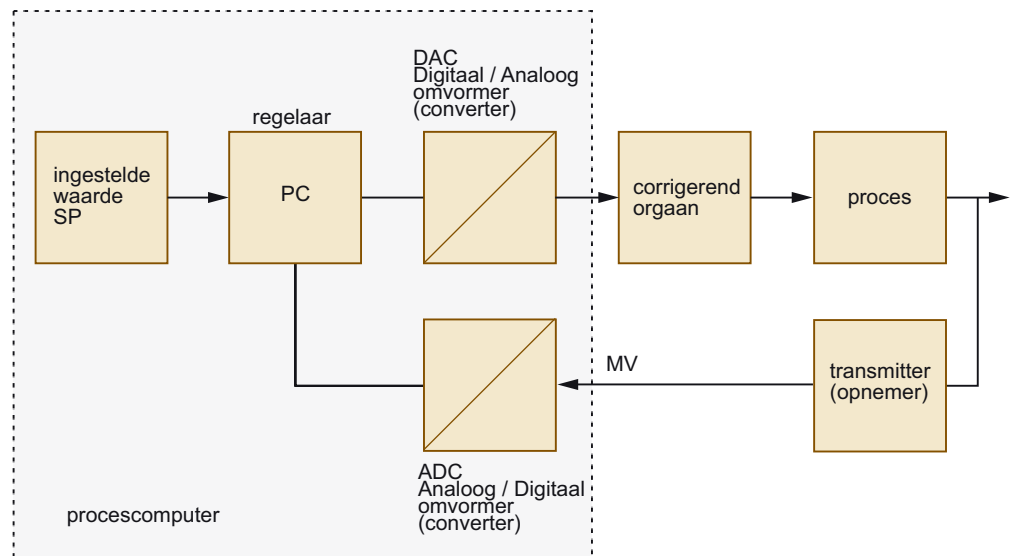 DAC
Digitaal / Analoog
omvormer
(converter)
regelaar
ingestelde
waarde
SP
PC
corrigerend
orgaan
proces
MV
transmitter
(opnemer)
ADC
Analoog / Digitaal
omvormer
(converter)
procescomputer